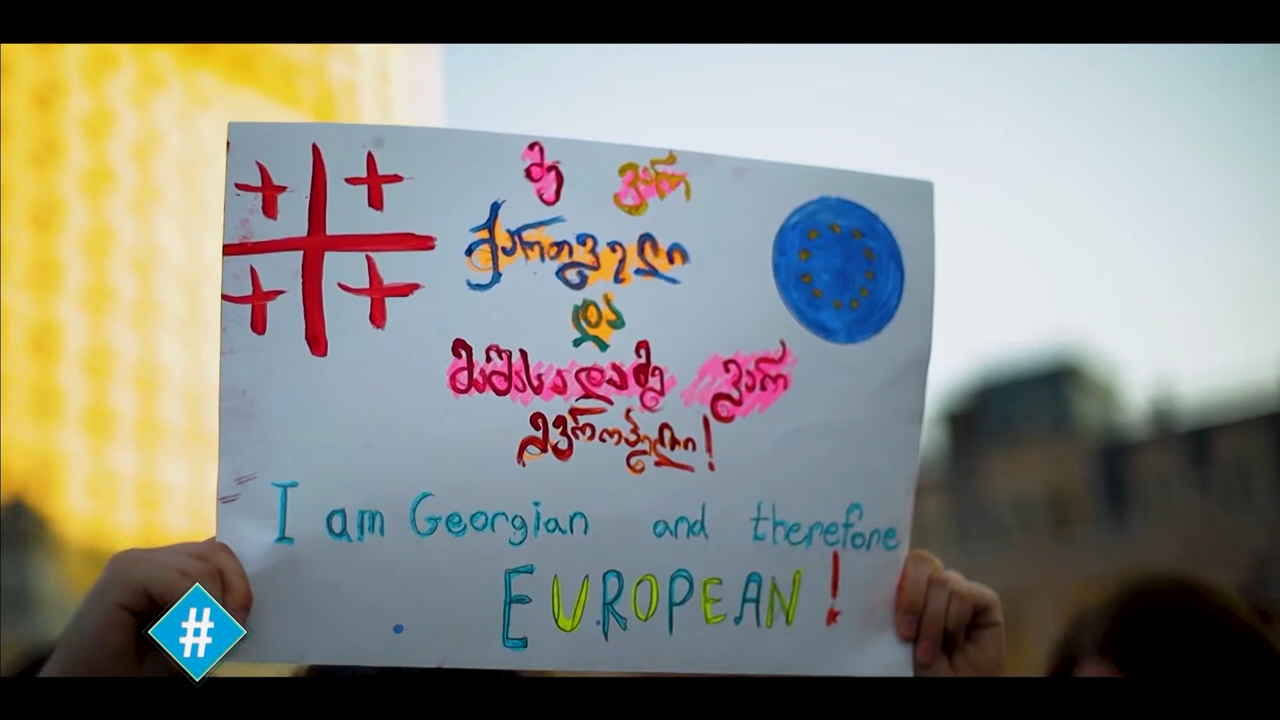 მე ვარ
ქართველი
და
მაშასადამე ვარ
ევროპელი!
I am Georgian and therefore
EUROPEAN!
#